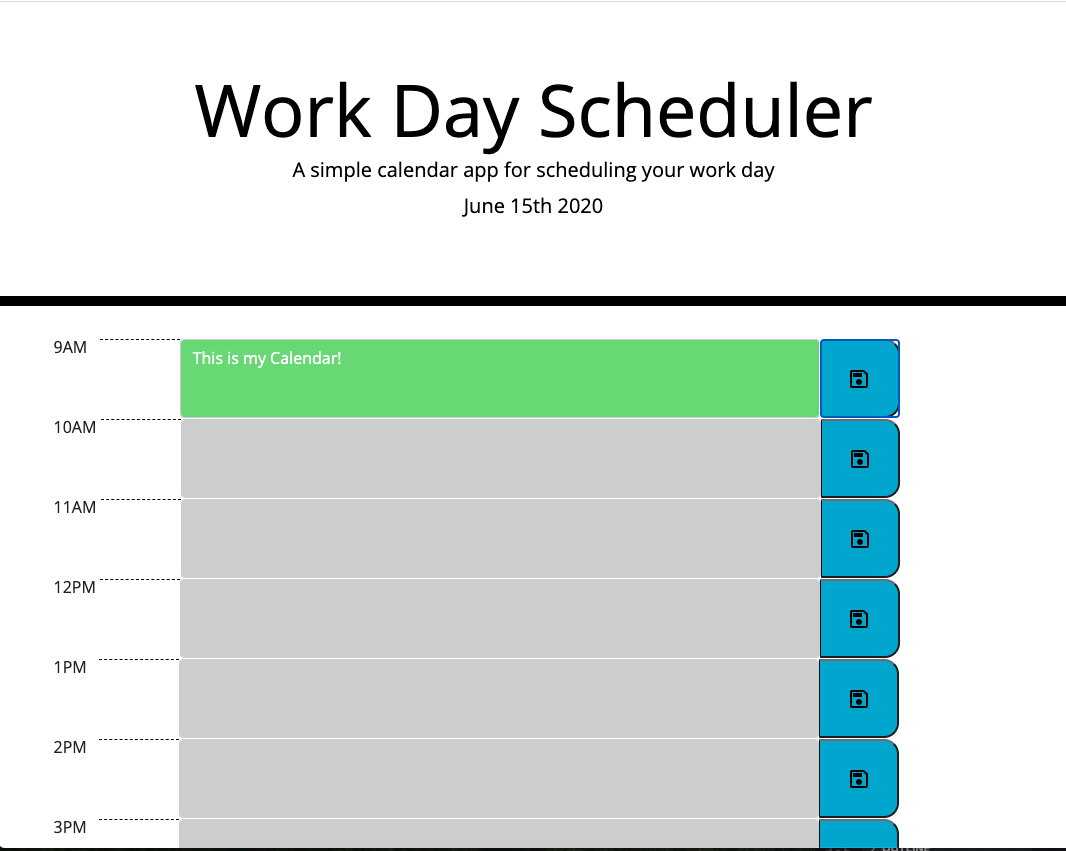 Work Day Scheduler
A simple calendar app for scheduling your work day
June 15th 2020
9AM
This is my Calendar!
10AM
11AM
12PM
1PM
2PM
3PM